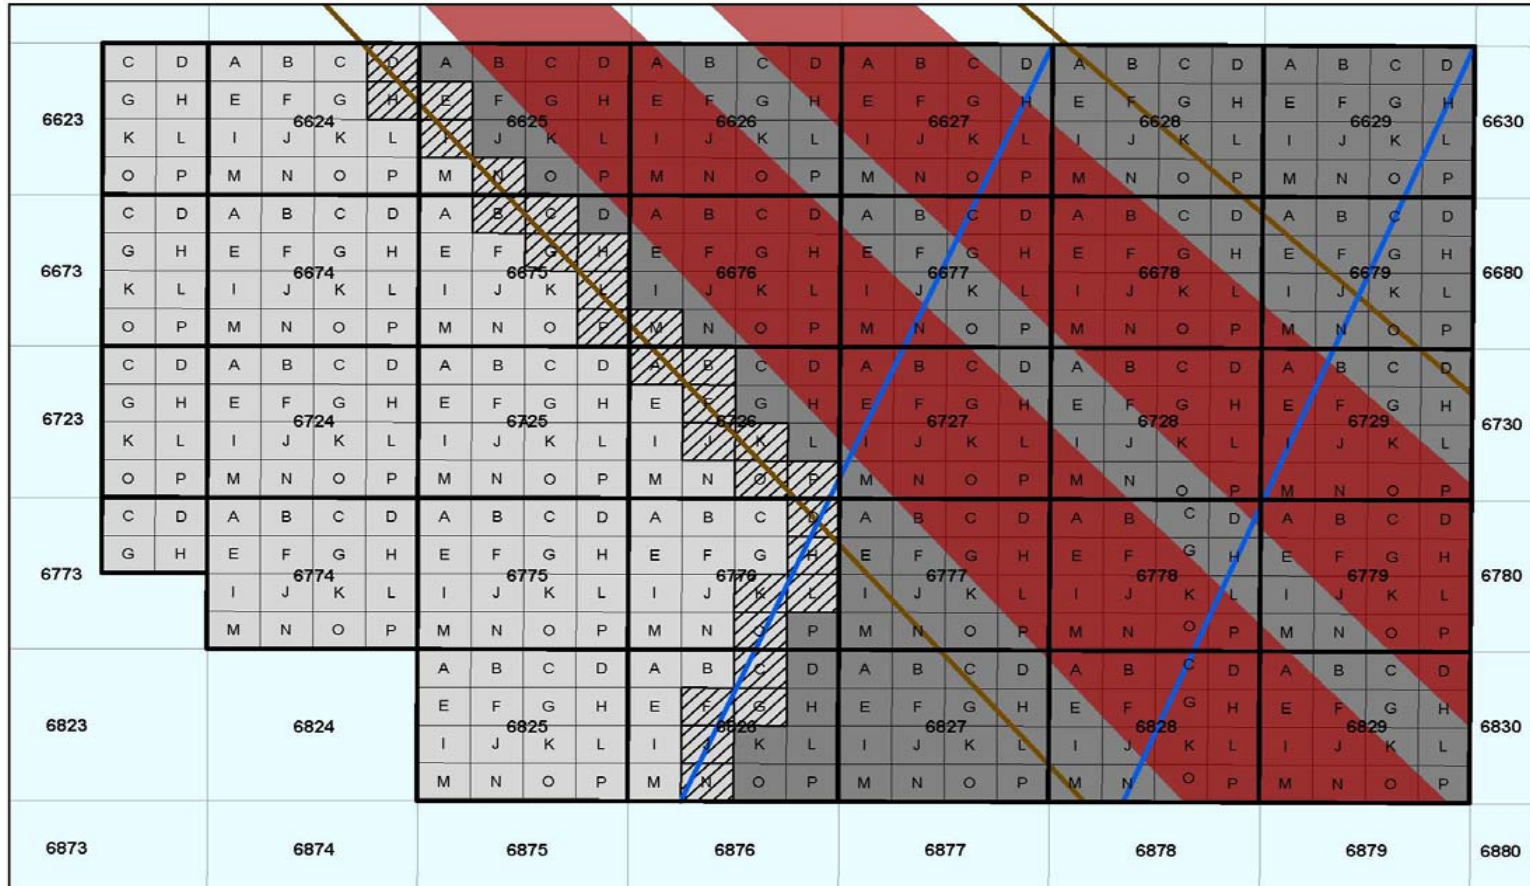 C D A B C D A B C D A B C D A B C D A B C D A B C D
G H E F G H E F G H E F G H E F G H E F G H E F G H
6623 6624 6625 6626 6627 6628 6629 6630
K L I J K L I J K L I J K L I J K L I J K L I J K L
O P M N O P M N O P M N O P M N O P M N O P M N O P
C D A B C D A B C D A B C D A B C D A B C D A B C D
G H E F G H E F G H E F G H E F G H E F G H E F G H
6673 6674 6675 6676 6677 6678 6679 6680
K L I J K L I J K L I J K L I J K L I J K L I J K L
O P M N O P M N O P M N O P M N O P M N O P M N O P
C D A B C D A B C D A B C D A B C D A B C D A B C D
G H E F G H E F G H E F G H E F G H E F G H E F G H
6723 6724 6725 6726 6727 6728 6729 6730
K L I J K L I J K L I J K L I J K L I J K L I J K L
O P M N O P M N O P M N O P M N O P M N O P M N O P
C D A B C D A B C D A B C D A B C D A B C D A B C D
G H E F G H E F G H E F G H E F G H E F G H E F G H
6773 6774 6775 6776 6777 6778 6779 6780
I J K L I J K L I J K L I J K L I J K L I J K L
M N O P M N O P M N O P M N O P M N O P M N O P
A B C D A B C D A B C D A B C D A B C D
E F G H E F G H E F G H E F G H E F G H
6823 6824 6825 6826 6827 6828 6829 6830
I J K L I J K L I J K L I J K L I J K L
M N O P M N O P M N O P M N O P M N O P
6873 6874 6875 6876 6877 6878 6879 6880